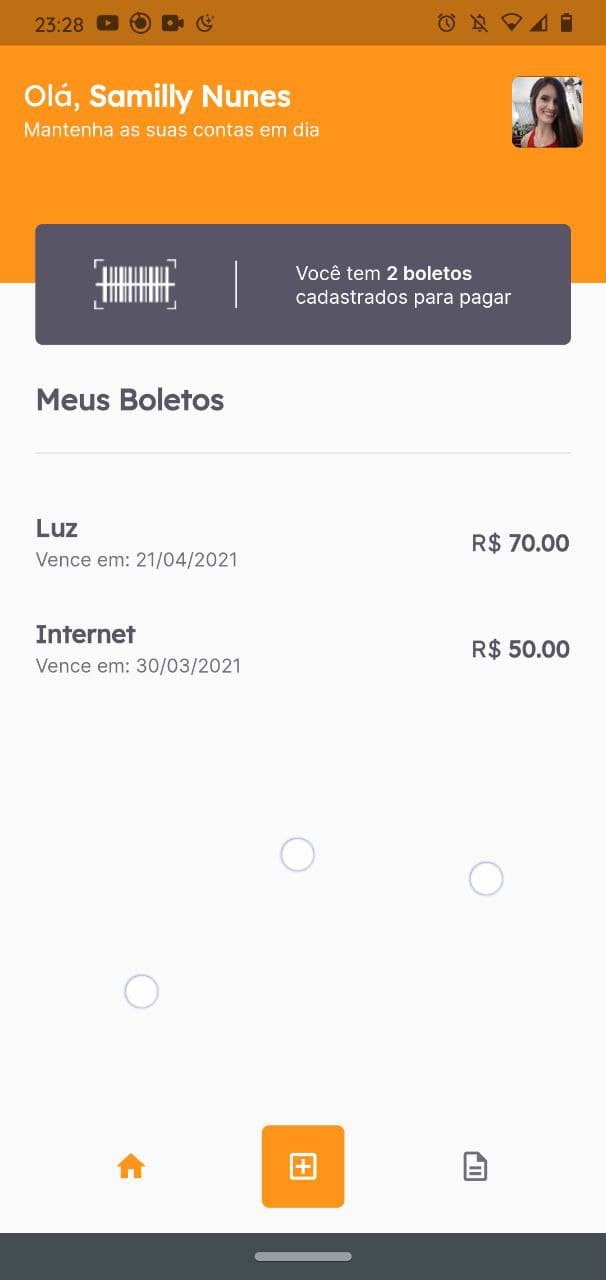 23:28
Olá, Samilly Nunes
Mantenha as suas contas em dia
Você tem 2 boletos
cadastrados para pagar
Meus Boletos
Luz
Vence em: 21/04/2021
R$ 70.00
Internet
Vence em: 30/03/2021
R$ 50.00